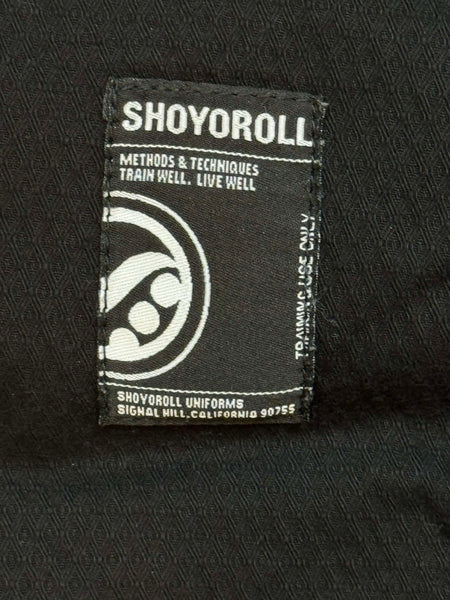 SHOYOROLL
METHODS & TECHNIQUES
TRAIN WELL. LIVE WELL
TRAINING USE ONLY
SHOYOROLL UNIFORMS
SIGNAL HILL, CALIFORNIA 90755